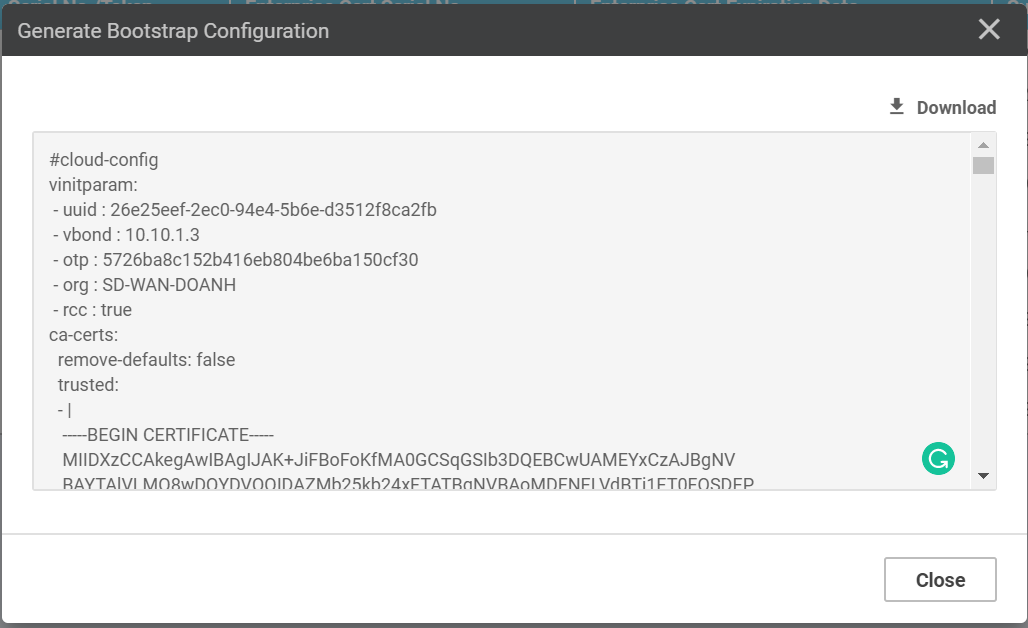 Generate Bootstrap Configuration
Download
#cloud-config
vinitparam:
- uuid : 26e25eef-2ec0-94e4-5b6e-d3512f8ca2fb
- vbond : 10.10.1.3
- otp : 5726ba8c152b416eb804be6ba150cf30
- org : SD-WAN-DOANH
- rcc : true
ca-certs:
remove-defaults: false
trusted:
- |
-----BEGIN CERTIFICATE-----
MIIDXzCCAkegAwIBAgIJAK+JiFBoFoKfMA0GCSqGSIb3DQEBCwUAMEYxCzAJBgNV
Close